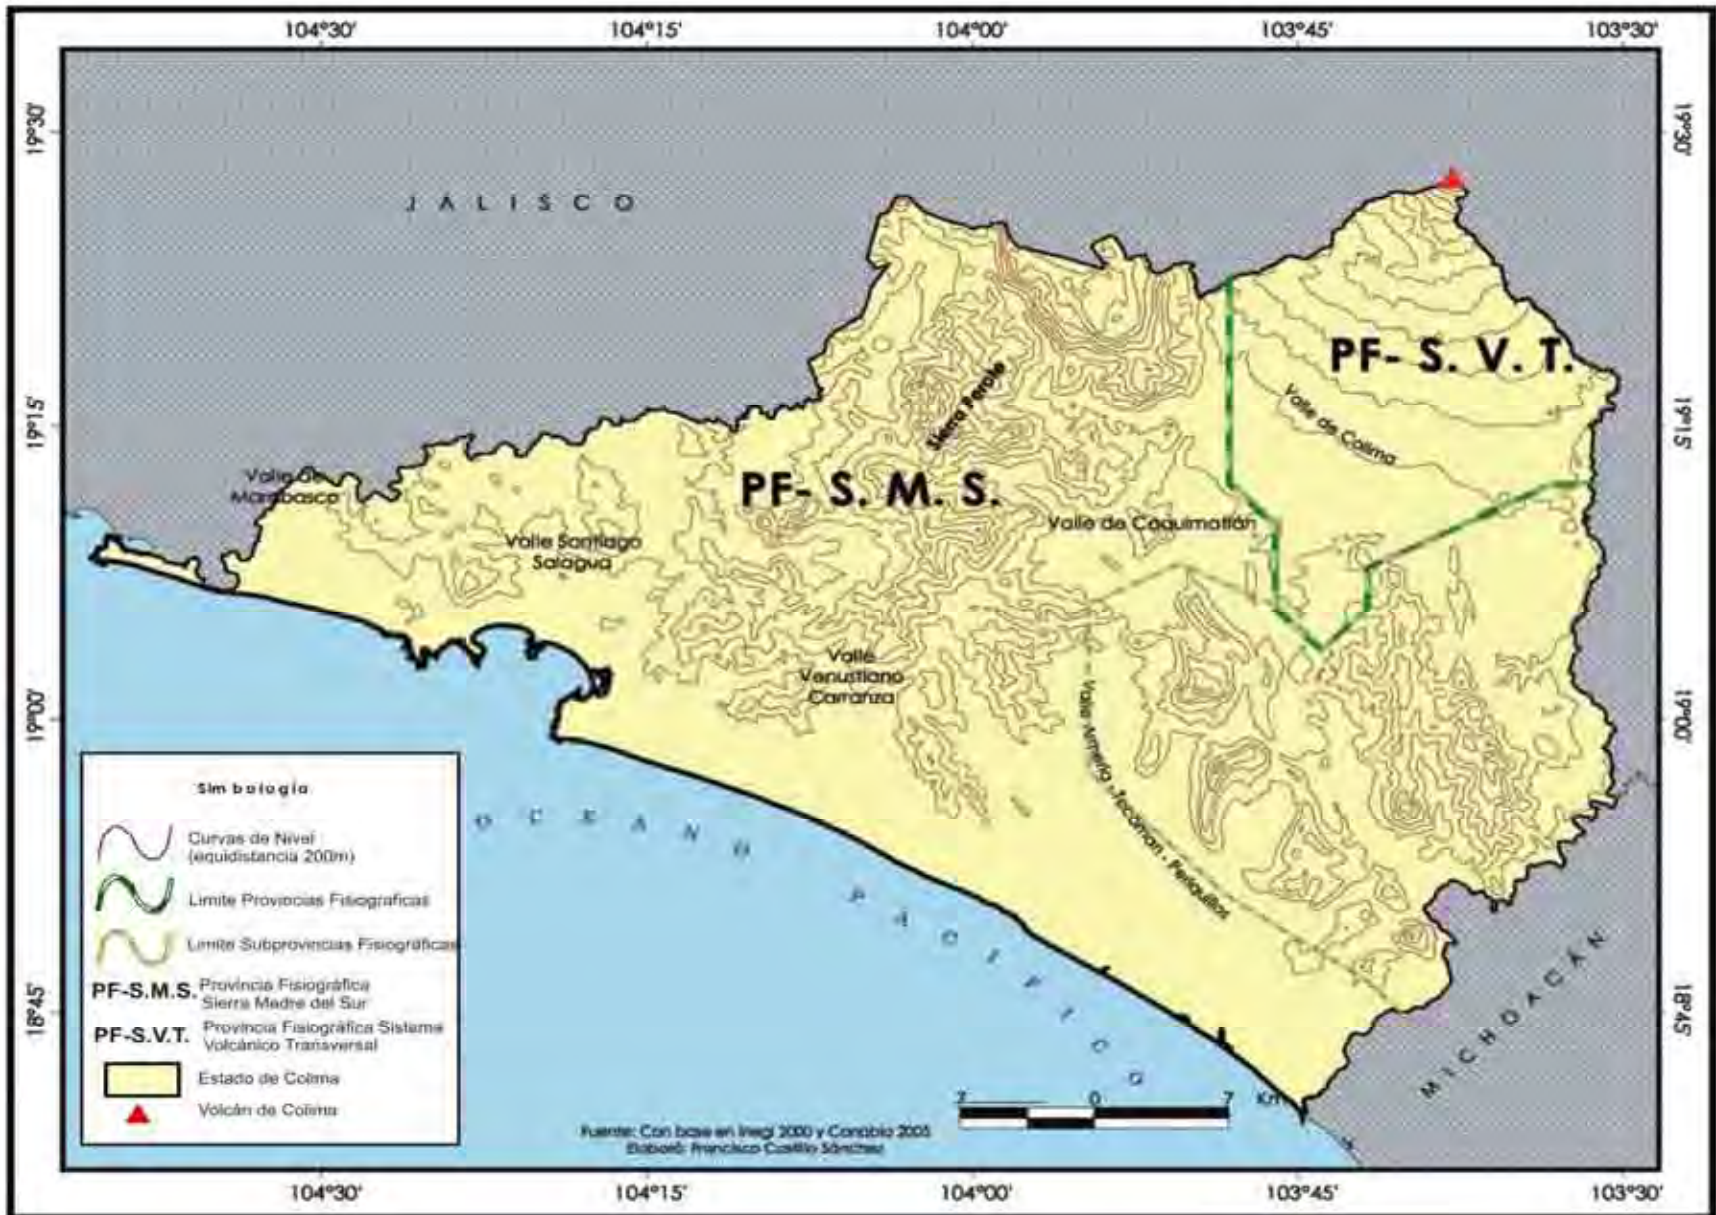 104°30' 104°15' 104°00' 103°45' 103°30'
19°30'
19°30'
JALISCO
PF- S. V. T.
Sierra Perote
Valle de Colima
19°15'
19°15'
Valle de
Marabasco
PF- S. M. S.
Valle de Coquimatlán
Valle Santiago
Salagua
Valle
Venustiano
Carranza
Valle Armería - Tecomán - Periquillos
19°00'
19°00'
OCEANO PACIFICO
MICHOACÁN
Simbología
Curvas de Nivel
(equidistancia 200m)
Limite Provincias Fisiograficas
Limite Subprovincias Fisiográficas
PF-S.M.S. Provincia Fisiográfica
Sierra Madre del Sur
PF-S.V.T. Provincia Fisiográfica Sistema
Volcánico Transversal
Estado de Colima
Volcán de Colima
18°45'
18°45'
7 0 7 Km
Fuente: Con base en Inegi 2000 y Conabio 2005
Elaboró: Francisco Castillo Sánchez
104°30' 104°15' 104°00' 103°45' 103°30'